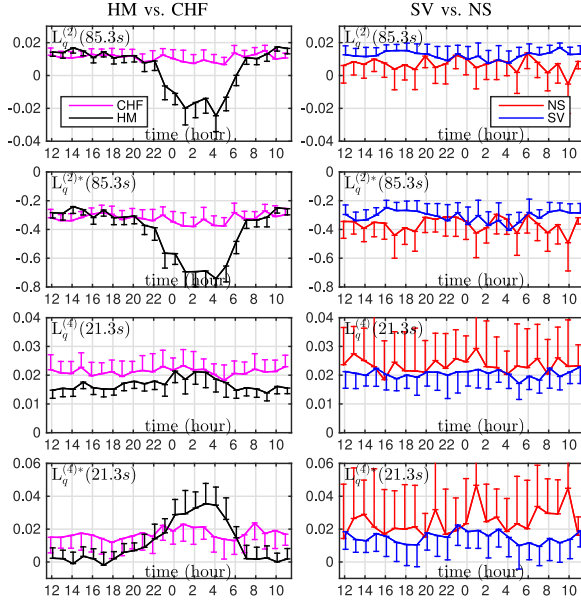 HM vs. CHF SV vs. NS
L_q^(2)(85.3s) L_q^(2)(85.3s)
0.02 0.02
0 0
-0.02 CHF -0.02 NS
HM SV
-0.04 time (hour) -0.04 time (hour)
12 14 16 18 20 22 0 2 4 6 8 10 12 14 16 18 20 22 0 2 4 6 8 10
0 L_q^(2)*(85.3s) 0 L_q^(2)*(85.3s)
-0.2 -0.2
-0.4 -0.4
-0.6 -0.6
-0.8 time (hour) -0.8 time (hour)
12 14 16 18 20 22 0 2 4 6 8 10 12 14 16 18 20 22 0 2 4 6 8 10
0.04 L_q^(4)(21.3s) 0.04 L_q^(4)(21.3s)
0.03 0.03
0.02 0.02
0.01 0.01
0 time (hour) 0 time (hour)
12 14 16 18 20 22 0 2 4 6 8 10 12 14 16 18 20 22 0 2 4 6 8 10
0.06 L_q^(4)*(21.3s) 0.06 L_q^(4)*(21.3s)
0.04 0.04
0.02 0.02
0 0
time (hour) time (hour)
12 14 16 18 20 22 0 2 4 6 8 10 12 14 16 18 20 22 0 2 4 6 8 10